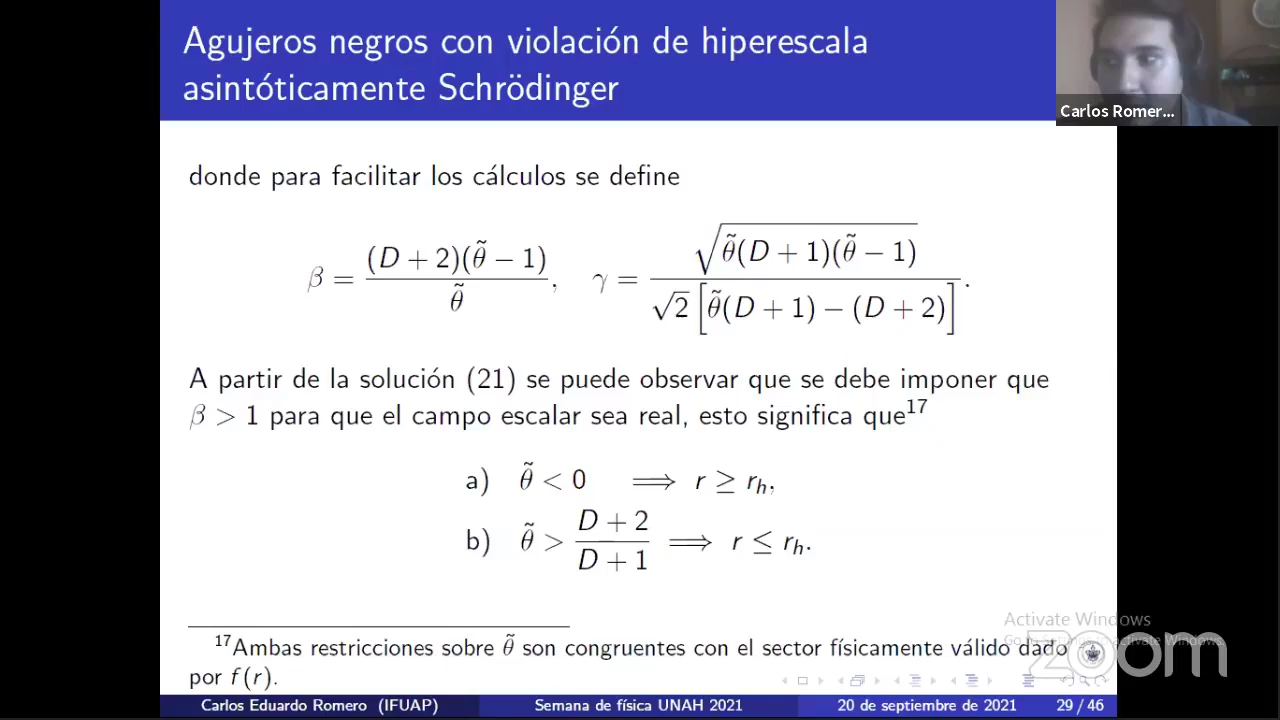 Agujeros negros con violación de hiperescala
asintóticamente Schrödinger
Carlos Romer...
donde para facilitar los cálculos se define
β = (D + 2)(θ̃ − 1) / θ̃, γ = √(θ̃(D + 1)(θ̃ − 1)) / √2 [θ̃(D + 1) − (D + 2)].
A partir de la solución (21) se puede observar que se debe imponer que
β > 1 para que el campo escalar sea real, esto significa que¹⁷
a) θ̃ < 0 ⟹ r ≥ rₕ,
b) θ̃ > (D + 2) / (D + 1) ⟹ r ≤ rₕ.
¹⁷Ambas restricciones sobre θ̃ son congruentes con el sector físicamente válido dado
por f(r).
Activate Windows
zoom
Carlos Eduardo Romero (IFUAP) Semana de física UNAH 2021 20 de septiembre de 2021 29 / 46